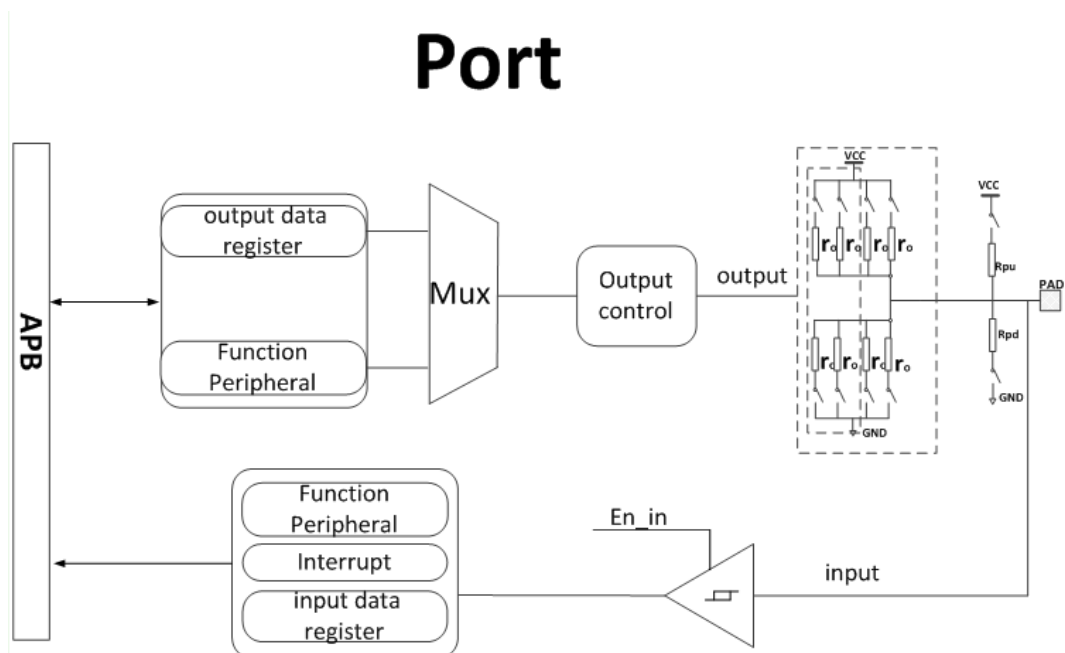 Port
APB
output data
register
Function
Peripheral
Mux
Output
control
output
VCC
ro ro ro ro
ro ro ro ro
GND
VCC
Rpu
PAD
Rpd
GND
Function
Peripheral
Interrupt
input data
register
En_in
input